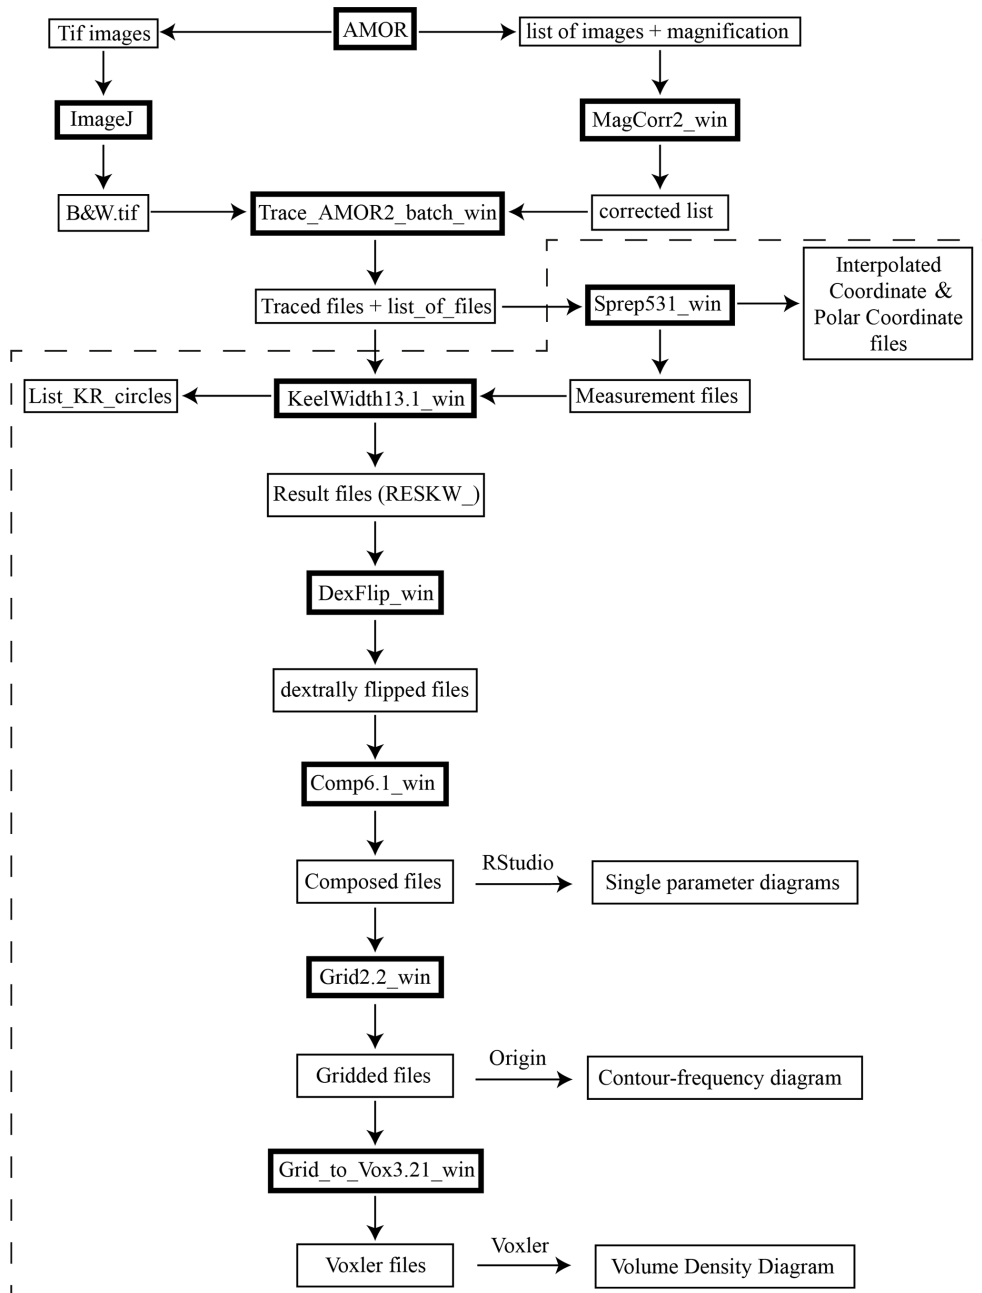 Tif images
AMOR
list of images + magnification
ImageJ
MagCorr2_win
B&W.tif
Trace_AMOR2_batch_win
corrected list
Interpolated
Coordinate &
Polar Coordinate
files
Traced files + list_of_files
Sprep531_win
List_KR_circles
KeelWidth13.1_win
Measurement files
Result files (RESKW_)
DexFlip_win
dextrally flipped files
Comp6.1_win
Composed files
RStudio
Single parameter diagrams
Grid2.2_win
Gridded files
Origin
Contour-frequency diagram
Grid_to_Vox3.21_win
Voxler files
Voxler
Volume Density Diagram